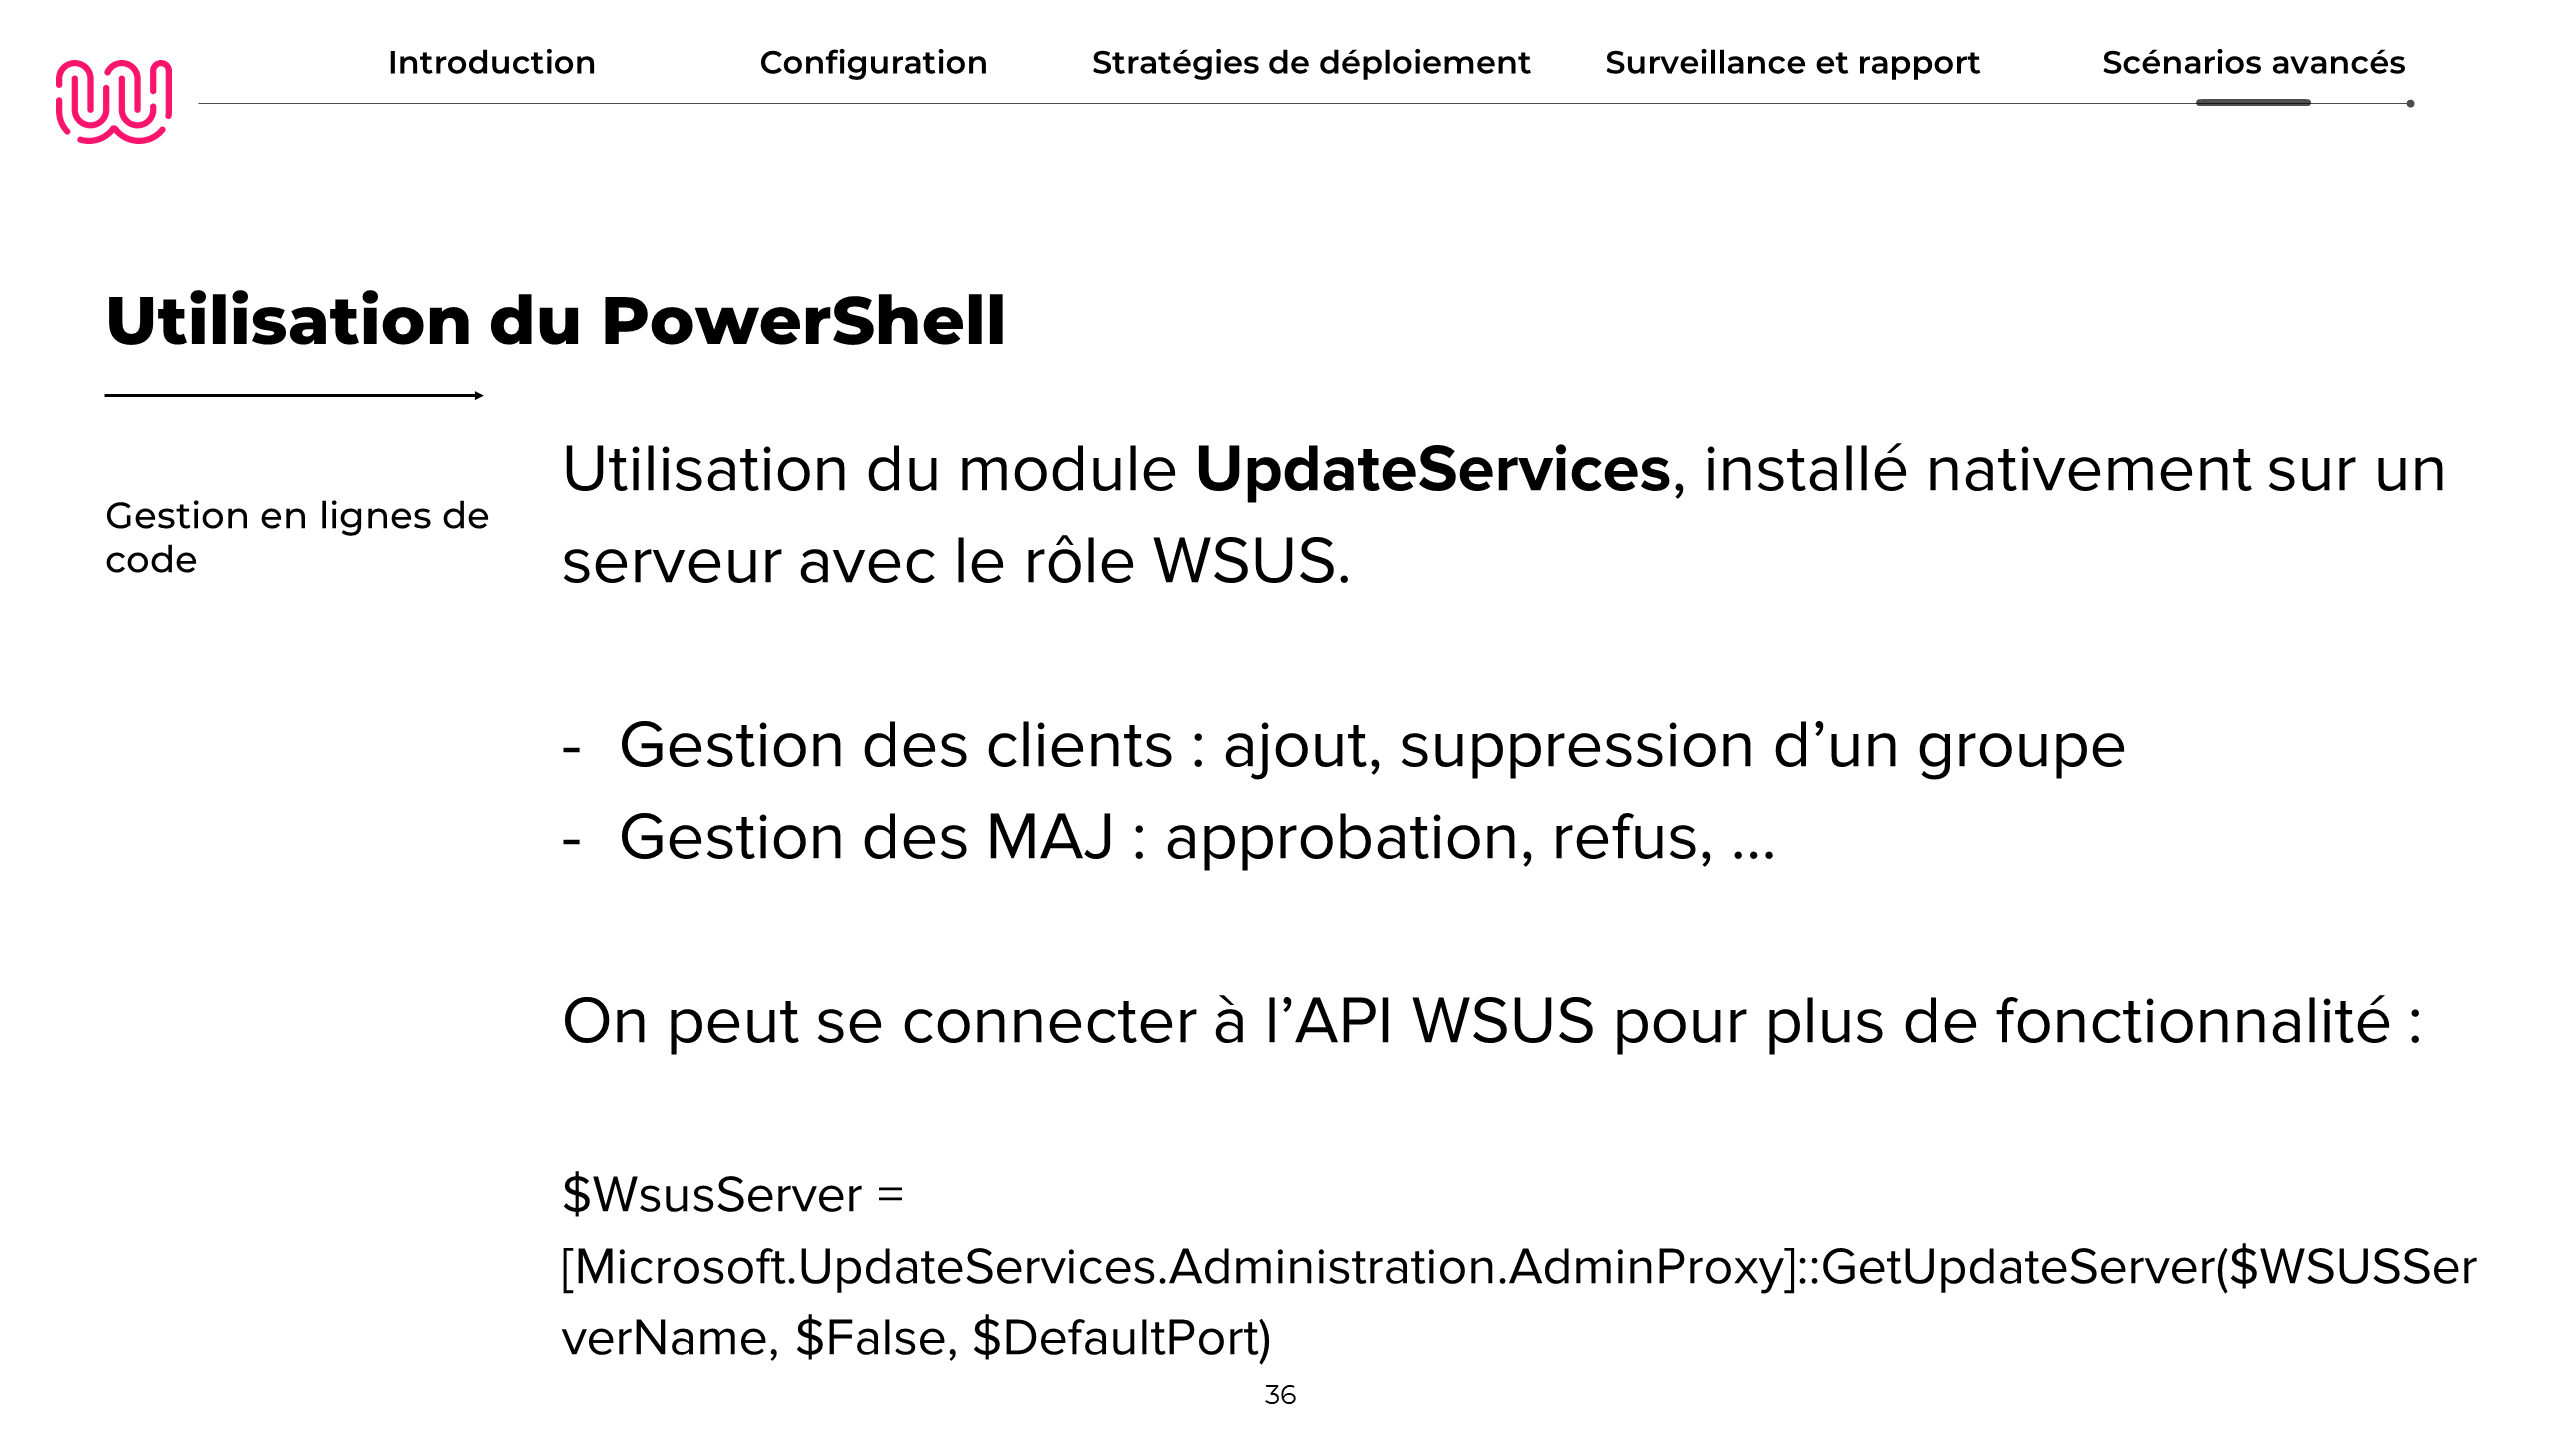 Introduction
Configuration
Stratégies de déploiement
Surveillance et rapport
Scénarios avancés
Utilisation du PowerShell
Gestion en lignes de
code
Utilisation du module UpdateServices, installé nativement sur un
serveur avec le rôle WSUS.
- Gestion des clients : ajout, suppression d’un groupe
- Gestion des MAJ : approbation, refus, ...
On peut se connecter à l’API WSUS pour plus de fonctionnalité :
$WsusServer =
[Microsoft.UpdateServices.Administration.AdminProxy]::GetUpdateServer($WSUSSer
verName, $False, $DefaultPort)
36